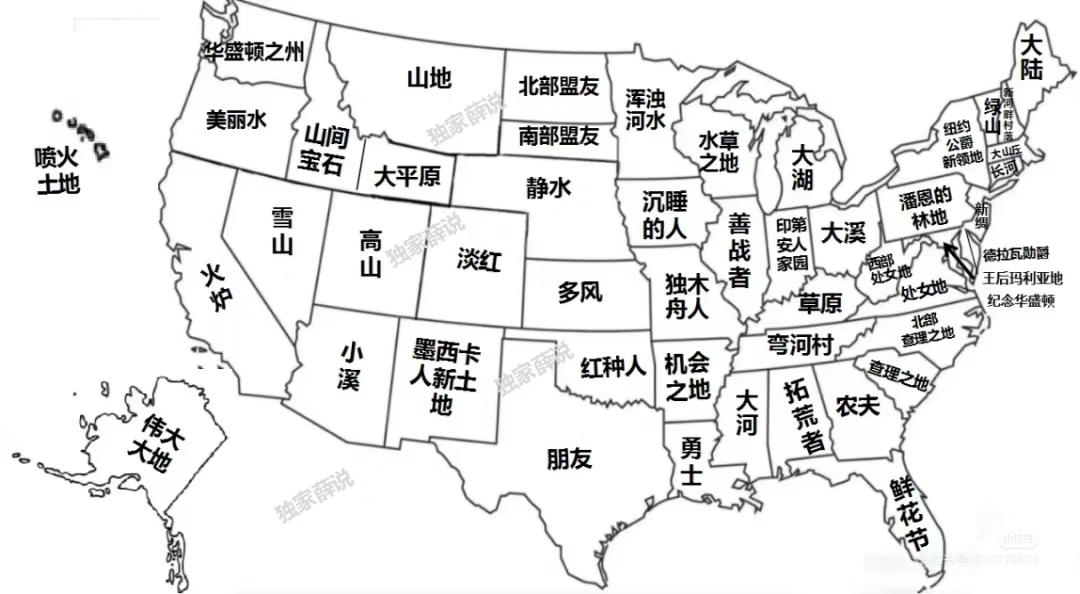 华盛顿之州
美丽水
山间
宝石
山地
大平原
北部盟友
南部盟友
静水
浑浊
河水
水草
之地
大
湖
大
陆
绿
山
新
河
畔
村
落
大山丘
长河
纽约
公爵
新领地
潘恩的
林地
新
绸
德拉瓦勋爵
王后玛利亚地
纪念华盛顿
喷火
土地
火
炉
雪
山
高
山
淡红
多风
沉睡
的人
独木
舟人
善
战
者
印第
安人
家园
大溪
西部
处女地
处女地
草原
弯河村
北部
查理之地
查理之地
小
溪
墨西卡
人新土
地
红种人
机会
之地
大
河
拓
荒
者
农夫
勇
士
朋友
鲜
花
节
伟大
大地
独家薛说
独家薛说
独家薛说
独家薛说
小红书